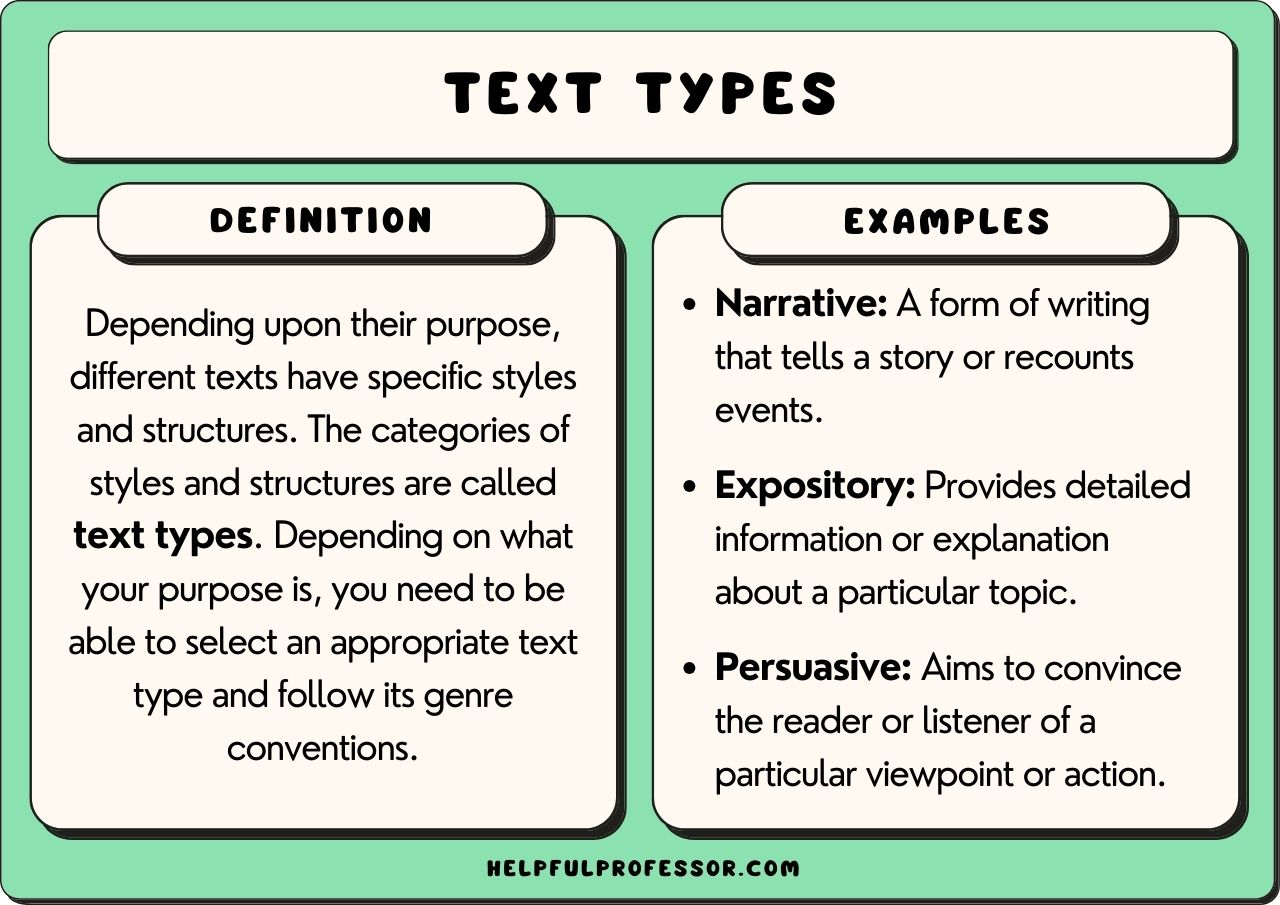 TEXT TYPES
DEFINITION
Depending upon their purpose,
different texts have specific styles
and structures. The categories of
styles and structures are called
text types. Depending on what
your purpose is, you need to be
able to select an appropriate text
type and follow its genre
conventions.
EXAMPLES
• Narrative: A form of writing
that tells a story or recounts
events.
• Expository: Provides detailed
information or explanation
about a particular topic.
• Persuasive: Aims to convince
the reader or listener of a
particular viewpoint or action.
HELPFULPROFESSOR.COM